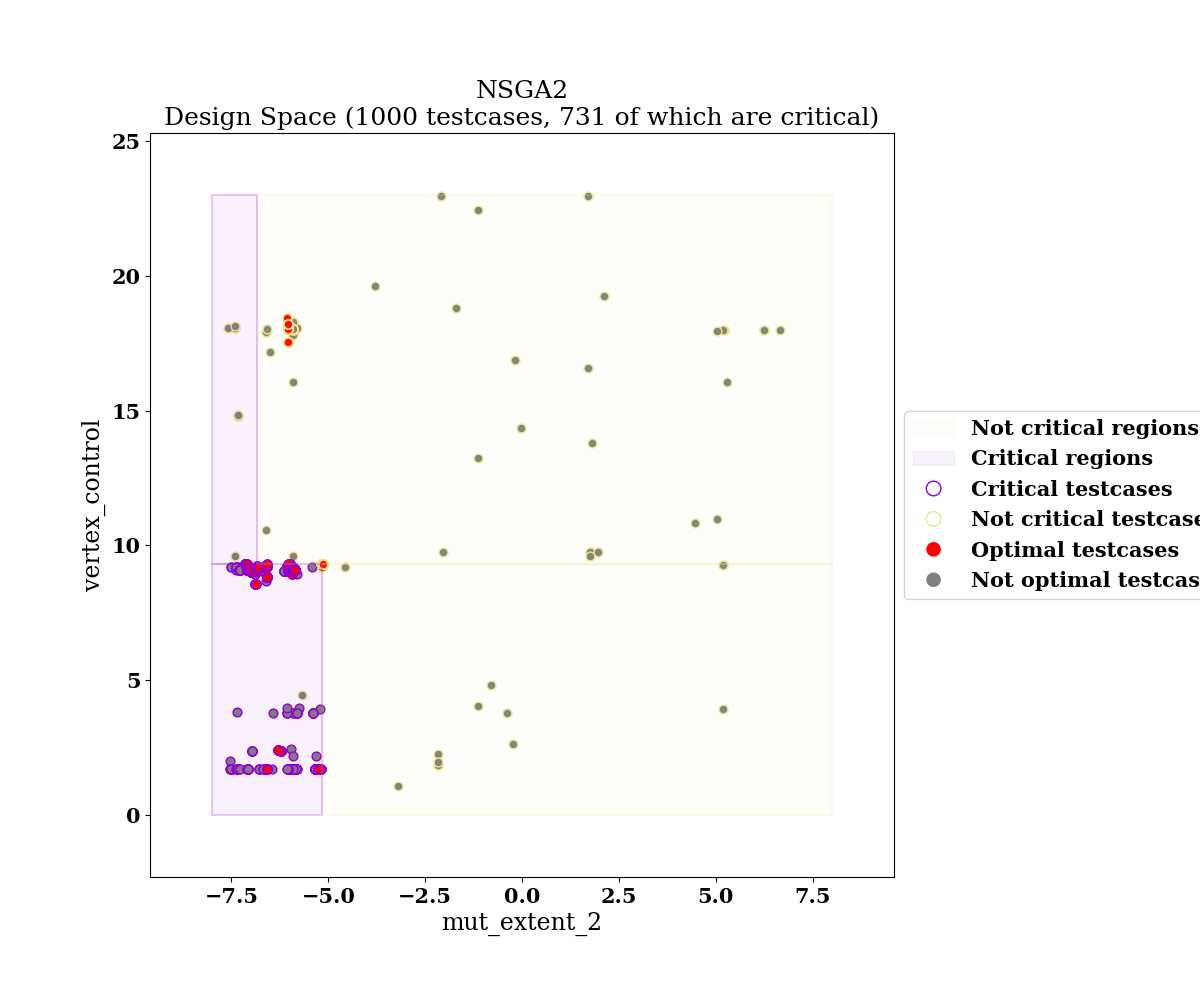 NSGA2
Design Space (1000 testcases, 731 of which are critical)
25
20
15
10
5
0
vertex_control
−7.5 −5.0 −2.5 0.0 2.5 5.0 7.5
mut_extent_2
Not critical regions
Critical regions
Critical testcases
Not critical testcase
Optimal testcases
Not optimal testcas